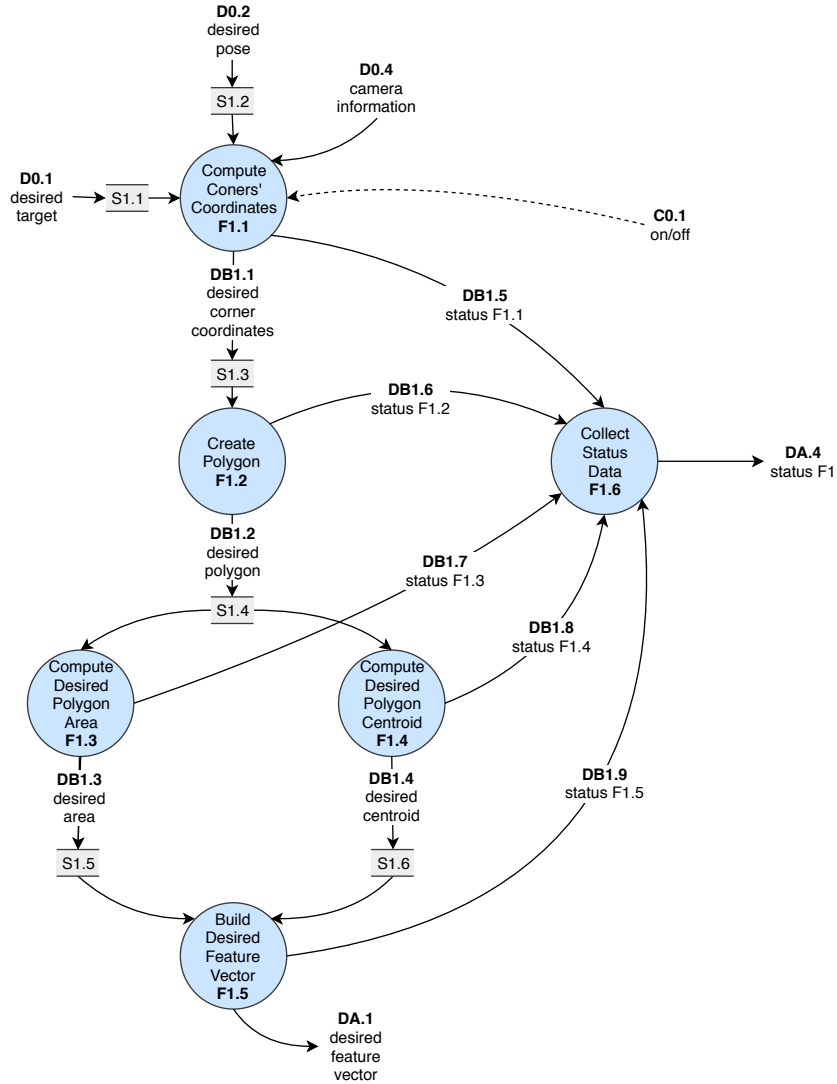 D0.2
desired
pose
D0.4
camera
information
S1.2
D0.1
desired
target
S1.1
Compute
Coners'
Coordinates
F1.1
C0.1
on/off
DB1.1
desired
corner
coordinates
DB1.5
status F1.1
S1.3
DB1.6
status F1.2
Create
Polygon
F1.2
Collect
Status
Data
F1.6
DA.4
status F1
DB1.2
desired
polygon
DB1.7
status F1.3
S1.4
DB1.8
status F1.4
Compute
Desired
Polygon
Area
F1.3
Compute
Desired
Polygon
Centroid
F1.4
DB1.3
desired
area
DB1.4
desired
centroid
DB1.9
status F1.5
S1.5
S1.6
Build
Desired
Feature
Vector
F1.5
DA.1
desired
feature
vector